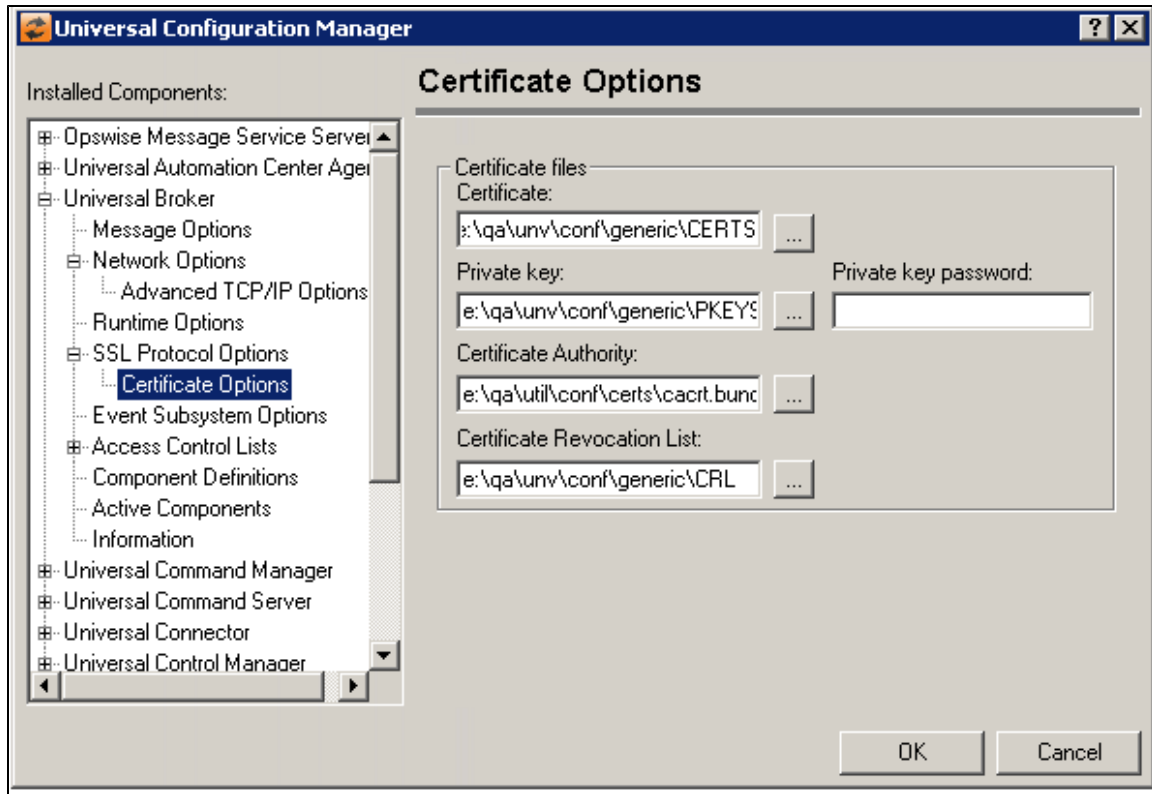 Universal Configuration Manager
Installed Components:
Opswise Message Service Server
Universal Automation Center Agen
Universal Broker
Message Options
Network Options
Advanced TCP/IP Options
Runtime Options
SSL Protocol Options
Certificate Options
Event Subsystem Options
Access Control Lists
Component Definitions
Active Components
Information
Universal Command Manager
Universal Command Server
Universal Connector
Universal Control Manager
Certificate Options
Certificate files
Certificate:
e:\qa\unv\conf\generic\CERTS
...
Private key:
Private key password:
e:\qa\unv\conf\generic\PKEYS
...
Certificate Authority:
e:\qa\util\conf\certs\cacrt.bund
...
Certificate Revocation List:
e:\qa\unv\conf\generic\CRL
...
OK
Cancel